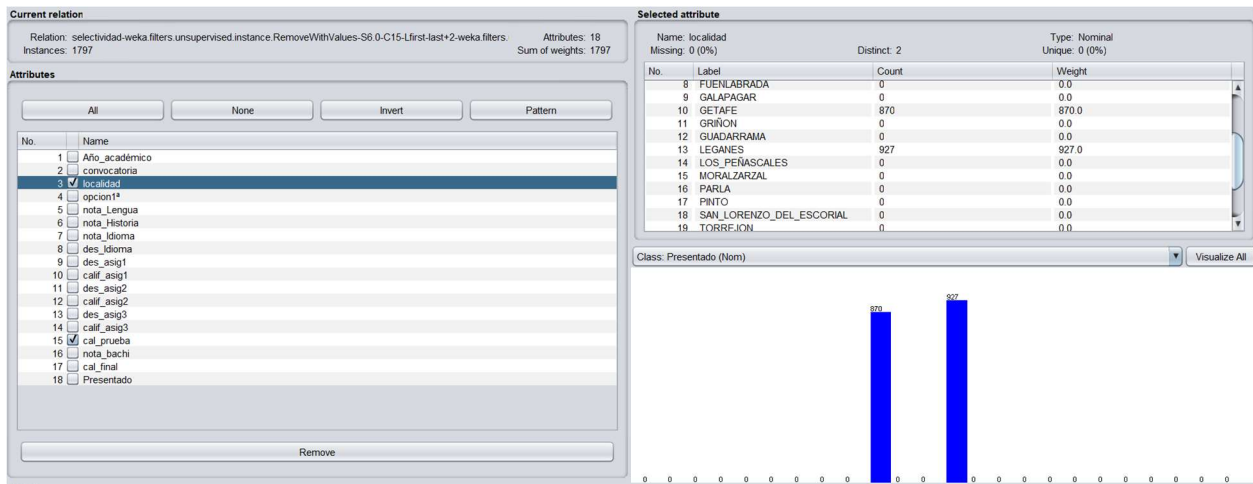 Current relation
Relation: selectividad-weka.filters.unsupervised.instance.RemoveWithValues-S6.0-C15-Lfirst-last+2-weka.filters. Attributes: 18
Instances: 1797 Sum of weights: 1797
Attributes
All None Invert Pattern
No. Name
1 Año_académico
2 convocatoria
3 localidad
4 opcion1ª
5 nota_Lengua
6 nota_Historia
7 nota_Idioma
8 des_Idioma
9 des_asig1
10 calif_asig1
11 des_asig2
12 calif_asig2
13 des_asig3
14 calif_asig3
15 cal_prueba
16 nota_bachi
17 cal_final
18 Presentado
Remove
Selected attribute
Name: localidad Type: Nominal
Missing: 0 (0%) Distinct: 2 Unique: 0 (0%)
No. Label Count Weight
8 FUENLABRADA 0 0.0
9 GALAPAGAR 0 0.0
10 GETAFE 870 870.0
11 GRIÑON 0 0.0
12 GUADARRAMA 0 0.0
13 LEGANES 927 927.0
14 LOS_PEÑASCALES 0 0.0
15 MORALZARZAL 0 0.0
16 PARLA 0 0.0
17 PINTO 0 0.0
18 SAN_LORENZO_DEL_ESCORIAL 0 0.0
19 TORREJON 0 0.0
Class: Presentado (Nom) Visualize All
927
870
0 0 0 0 0 0 0 0 0 0 0 0 0 0 0 0 0 0 0 0 0 0